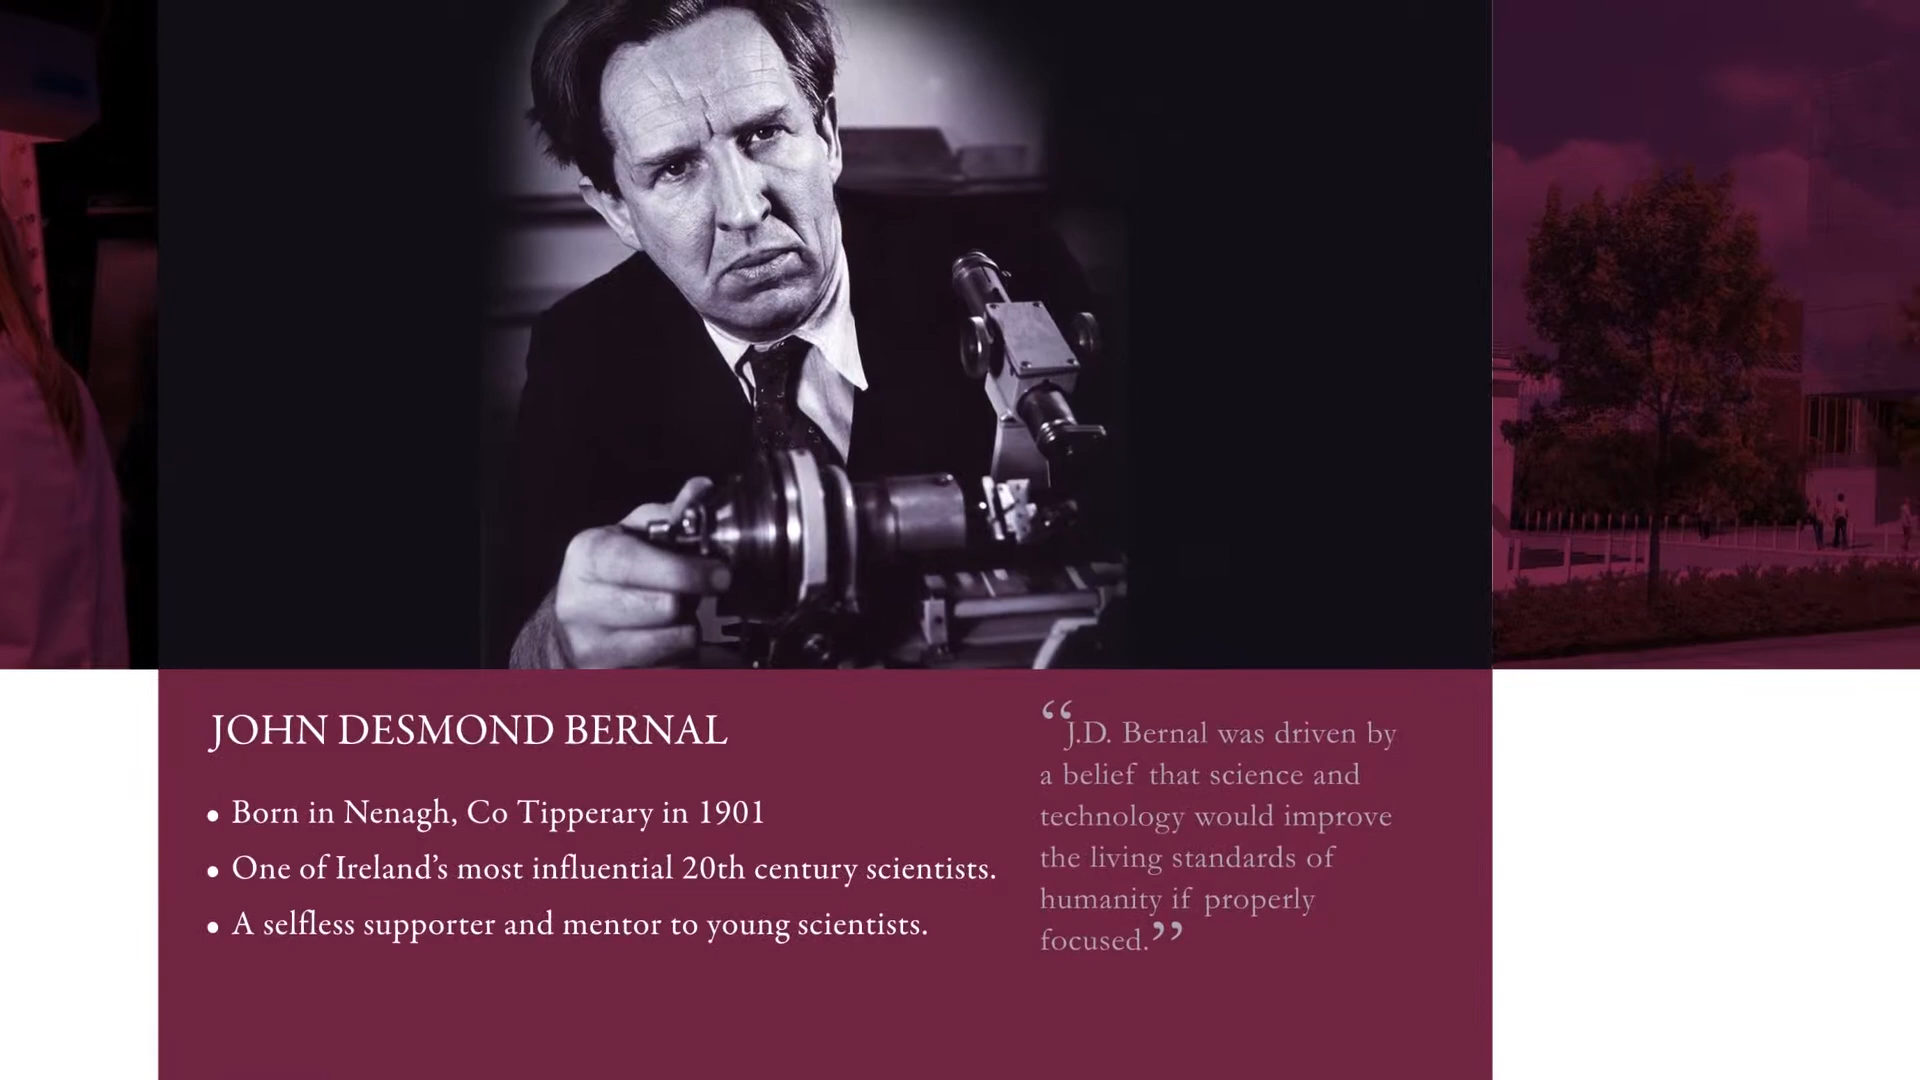 JOHN DESMOND BERNAL
• Born in Nenagh, Co Tipperary in 1901
• One of Ireland’s most influential 20th century scientists.
• A selfless supporter and mentor to young scientists.
“J.D. Bernal was driven by
a belief that science and
technology would improve
the living standards of
humanity if properly
focused.”